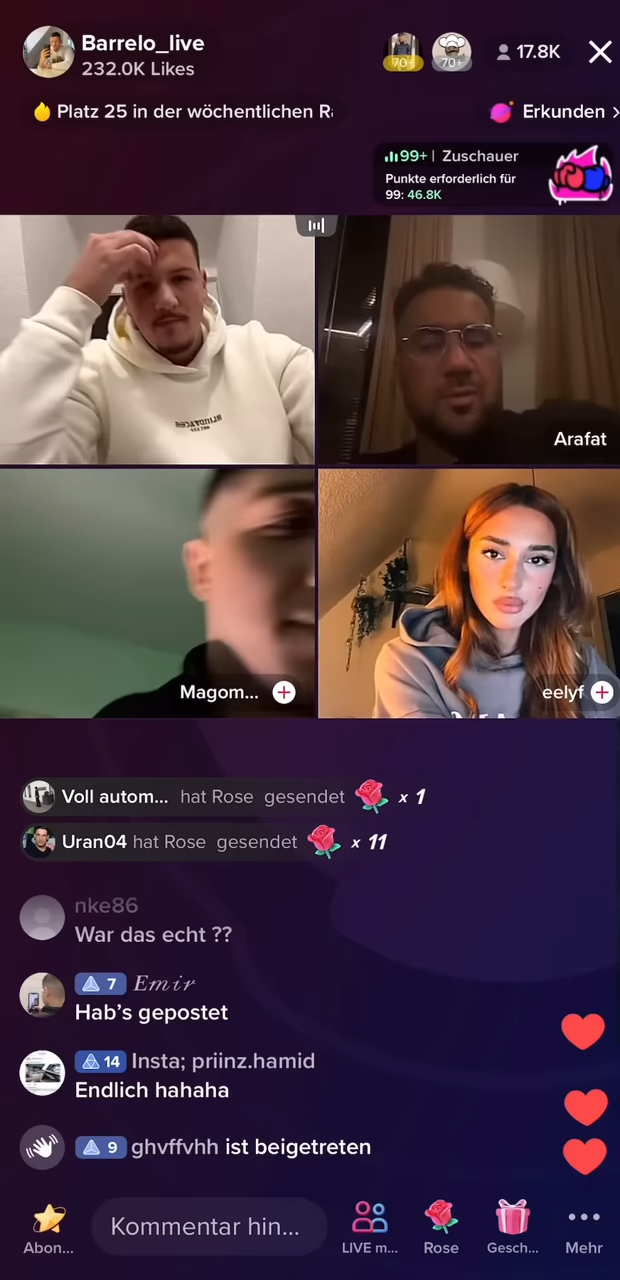 Barrelo_live
232.0K Likes
70+
70+
17.8K
Platz 25 in der wöchentlichen Ra
Erkunden
99+ | Zuschauer
Punkte erforderlich für
99: 46.8K
Arafat
Magom...
eelyf
Voll autom... hat Rose gesendet x 1
Uran04 hat Rose gesendet x 11
nke86
War das echt ??
7 Emir
Hab's gepostet
14 Insta; priinz.hamid
Endlich hahaha
9 ghvffvhh ist beigetreten
Abon...
Kommentar hin...
LIVE m...
Rose
Gesch...
Mehr